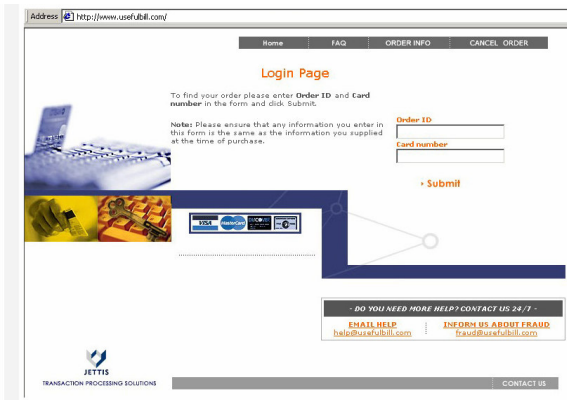 Address http://www.usefulbill.com/
Home FAQ ORDER INFO CANCEL ORDER
Login Page
To find your order please enter Order ID and Card
number in the form and click Submit.
Note: Please ensure that any information you enter in
this form is the same as the information you supplied
at the time of purchase.
Order ID
Card number
Submit
VISA MasterCard DISCOVER
- DO YOU NEED MORE HELP? CONTACT US 24/7 -
EMAIL HELP INFORM US ABOUT FRAUD
help@usefulbill.com fraud@usefulbill.com
JETTIS
TRANSACTION PROCESSING SOLUTIONS
CONTACT US